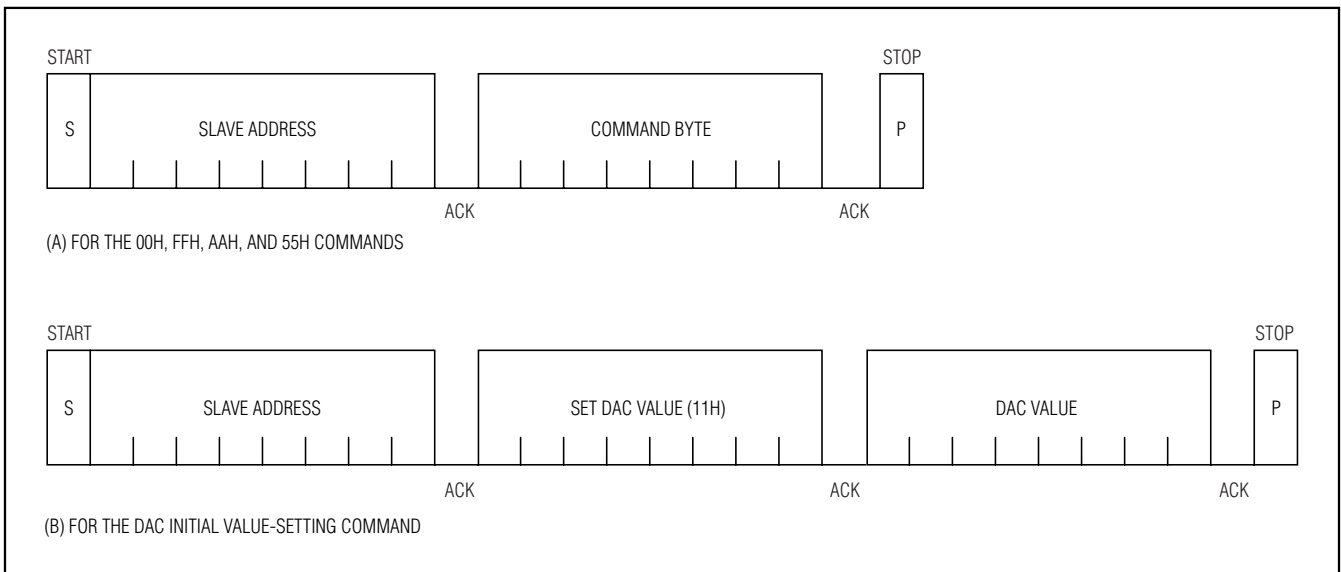 START STOP
S SLAVE ADDRESS COMMAND BYTE P
ACK ACK
(A) FOR THE 00H, FFH, AAH, AND 55H COMMANDS
START STOP
S SLAVE ADDRESS SET DAC VALUE (11H) DAC VALUE P
ACK ACK ACK
(B) FOR THE DAC INITIAL VALUE-SETTING COMMAND